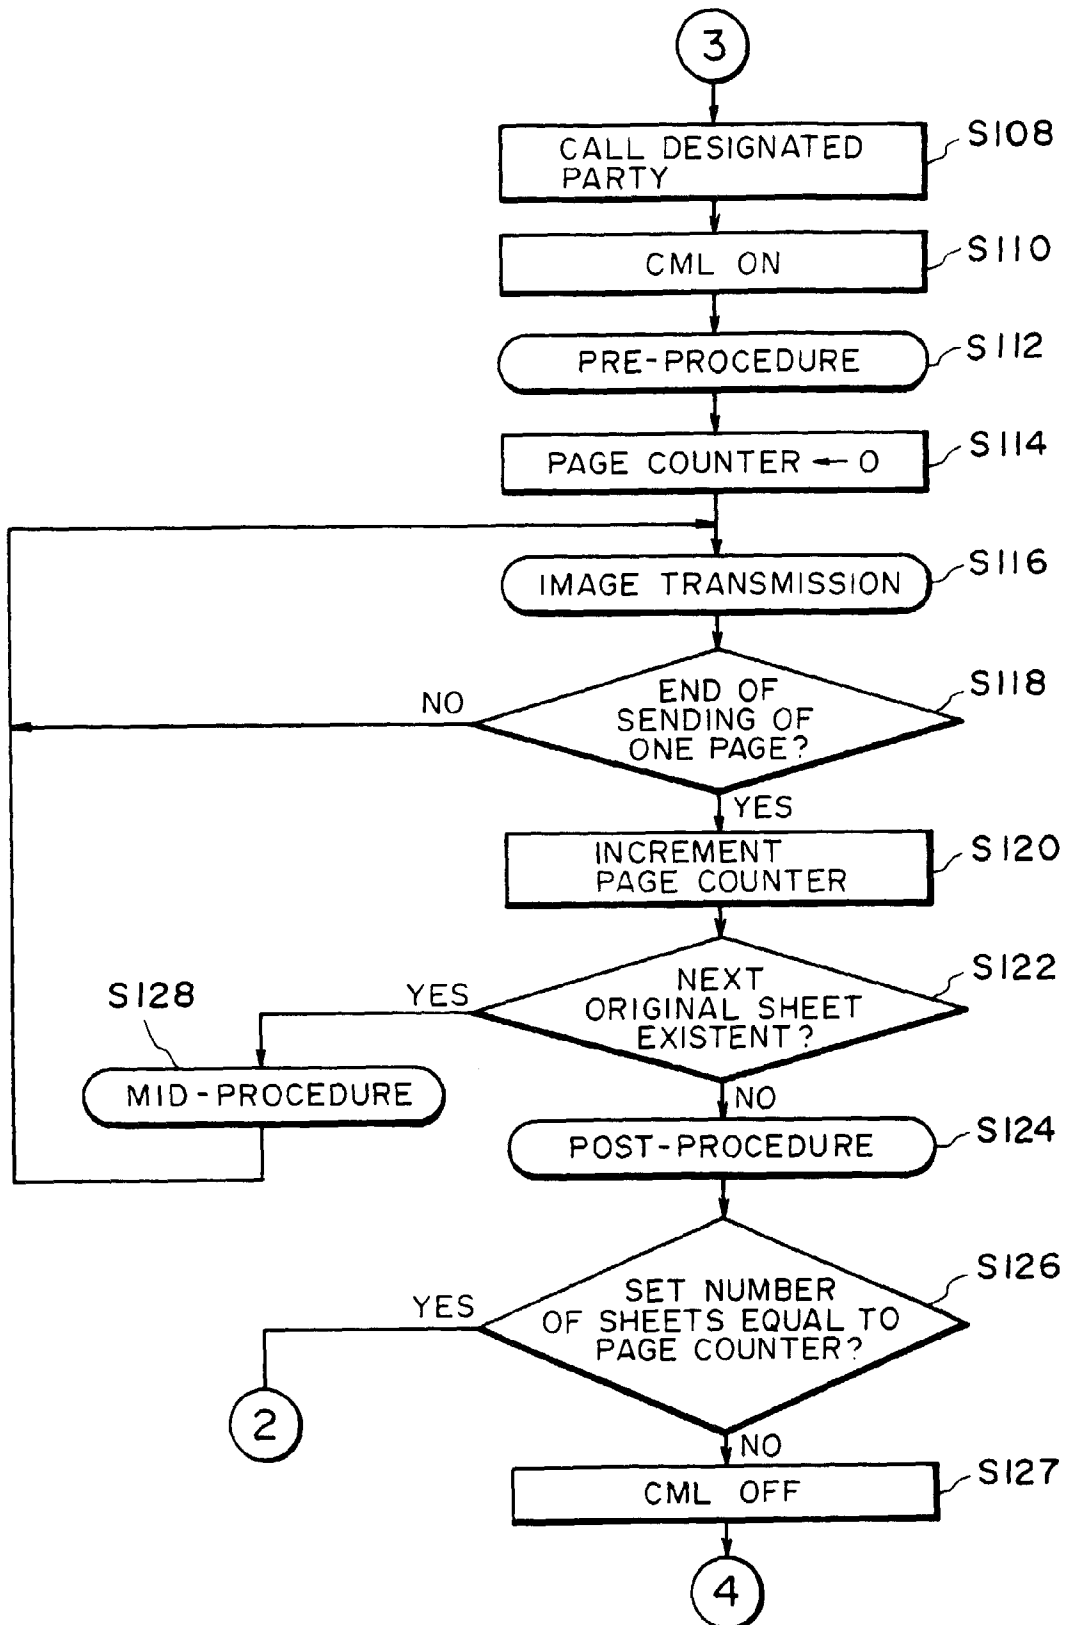 3
CALL DESIGNATED
PARTY
S108
CML ON
S110
PRE-PROCEDURE
S112
PAGE COUNTER ← 0
S114
IMAGE TRANSMISSION
S116
END OF
SENDING OF
ONE PAGE?
S118
NO
YES
INCREMENT
PAGE COUNTER
S120
NEXT
ORIGINAL SHEET
EXISTENT?
S122
YES
S128
MID-PROCEDURE
NO
POST-PROCEDURE
S124
SET NUMBER
OF SHEETS EQUAL TO
PAGE COUNTER?
S126
YES
2
NO
CML OFF
S127
4